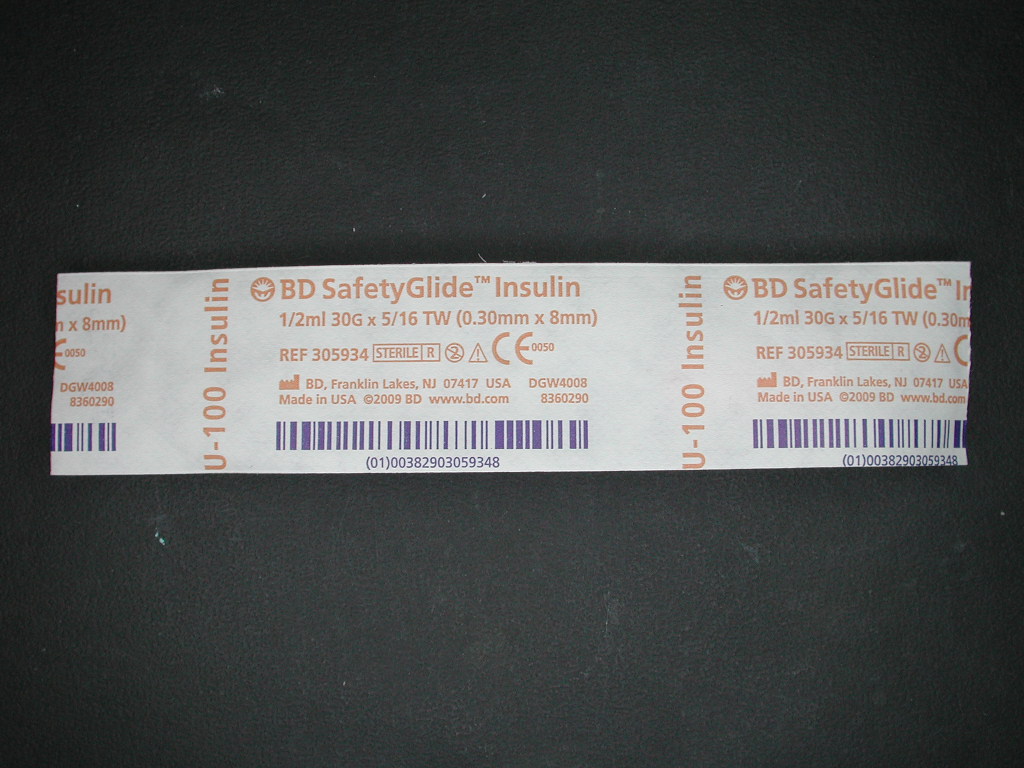 sulin
x 8mm)
0050
DGW4008
8360290
U-100 Insulin
BD SafetyGlide™ Insulin
1/2ml 30G x 5/16 TW (0.30mm x 8mm)
REF 305934 STERILE R 2 CE 0050
BD, Franklin Lakes, NJ 07417 USA DGW4008
Made in USA ©2009 BD www.bd.com 8360290
(01)00382903059348
U-100 Insulin
BD SafetyGlide™ In
1/2ml 30G x 5/16 TW (0.30m
REF 305934 STERILE R 2 C
BD, Franklin Lakes, NJ 07417 USA
Made in USA ©2009 BD www.bd.com
(01)00382903059348